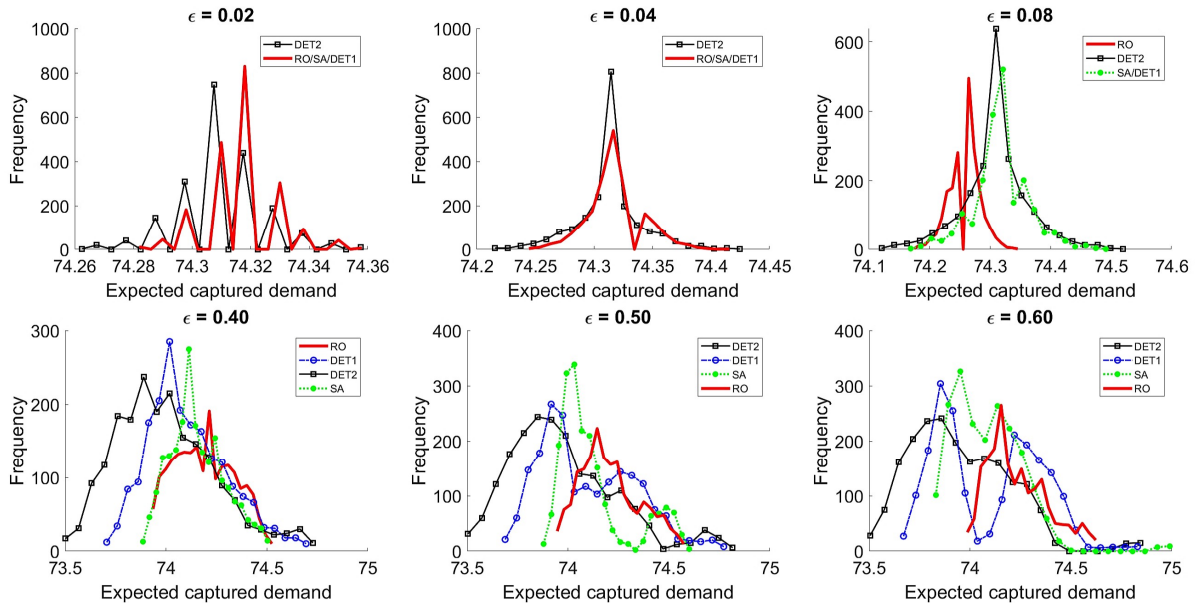 ϵ = 0.02
1000
800
600
400
200
0
Frequency
74.26
74.28
74.3
74.32
74.34
74.36
Expected captured demand
DET2
RO/SA/DET1
ϵ = 0.04
1000
800
600
400
200
0
Frequency
74.2
74.25
74.3
74.35
74.4
74.45
Expected captured demand
DET2
RO/SA/DET1
ϵ = 0.08
600
400
200
0
Frequency
74.1
74.2
74.3
74.4
74.5
74.6
Expected captured demand
RO
DET2
SA/DET1
ϵ = 0.40
300
200
100
0
Frequency
73.5
74
74.5
75
Expected captured demand
RO
DET1
DET2
SA
ϵ = 0.50
400
300
200
100
0
Frequency
73.5
74
74.5
75
Expected captured demand
DET2
DET1
SA
RO
ϵ = 0.60
400
300
200
100
0
Frequency
73.5
74
74.5
75
Expected captured demand
DET2
DET1
SA
RO